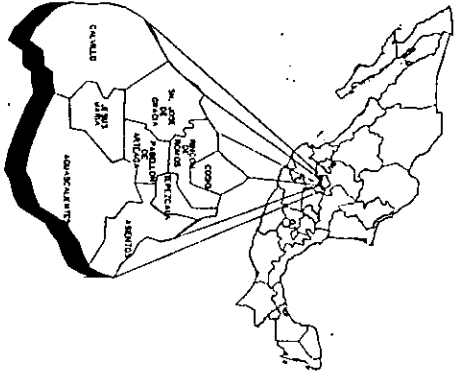 CALVILLO
JESUS
MARIA
SAN JOSE
DE
GRACIA
RINCON
DE
ROMOS
COSIO
PABELLON
DE
ARTEAGA
TEPEZALA
ASIENTOS
AGUASCALIENTES